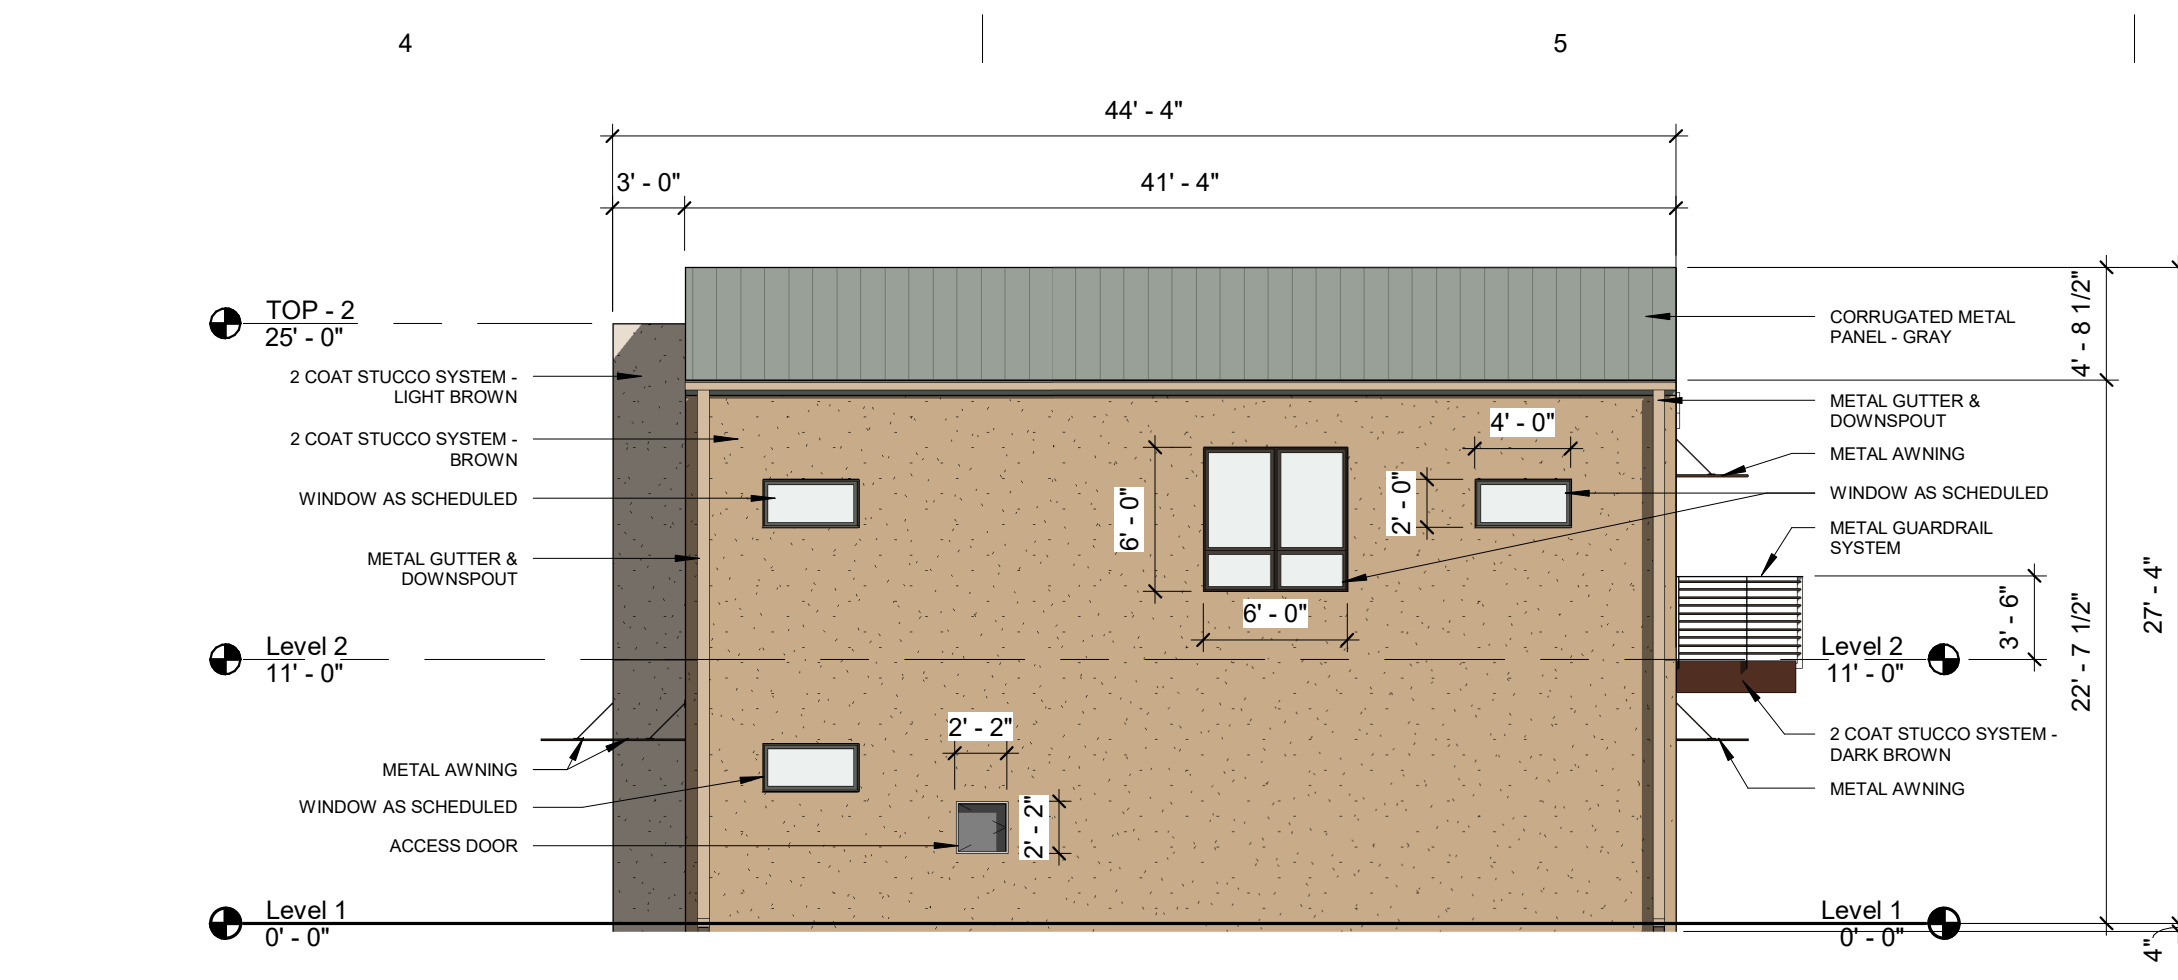 4
5
44' - 4"
3' - 0"
41' - 4"
TOP - 2
25' - 0"
2 COAT STUCCO SYSTEM -
LIGHT BROWN
2 COAT STUCCO SYSTEM -
BROWN
WINDOW AS SCHEDULED
METAL GUTTER &
DOWNSPOUT
Level 2
11' - 0"
METAL AWNING
WINDOW AS SCHEDULED
ACCESS DOOR
Level 1
0' - 0"
6' - 0"
6' - 0"
4' - 0"
2' - 0"
2' - 2"
2' - 2"
CORRUGATED METAL
PANEL - GRAY
METAL GUTTER &
DOWNSPOUT
METAL AWNING
WINDOW AS SCHEDULED
METAL GUARDRAIL
SYSTEM
Level 2
11' - 0"
2 COAT STUCCO SYSTEM -
DARK BROWN
METAL AWNING
Level 1
0' - 0"
3' - 6"
4' - 8 1/2"
22' - 7 1/2"
27' - 4"
4"